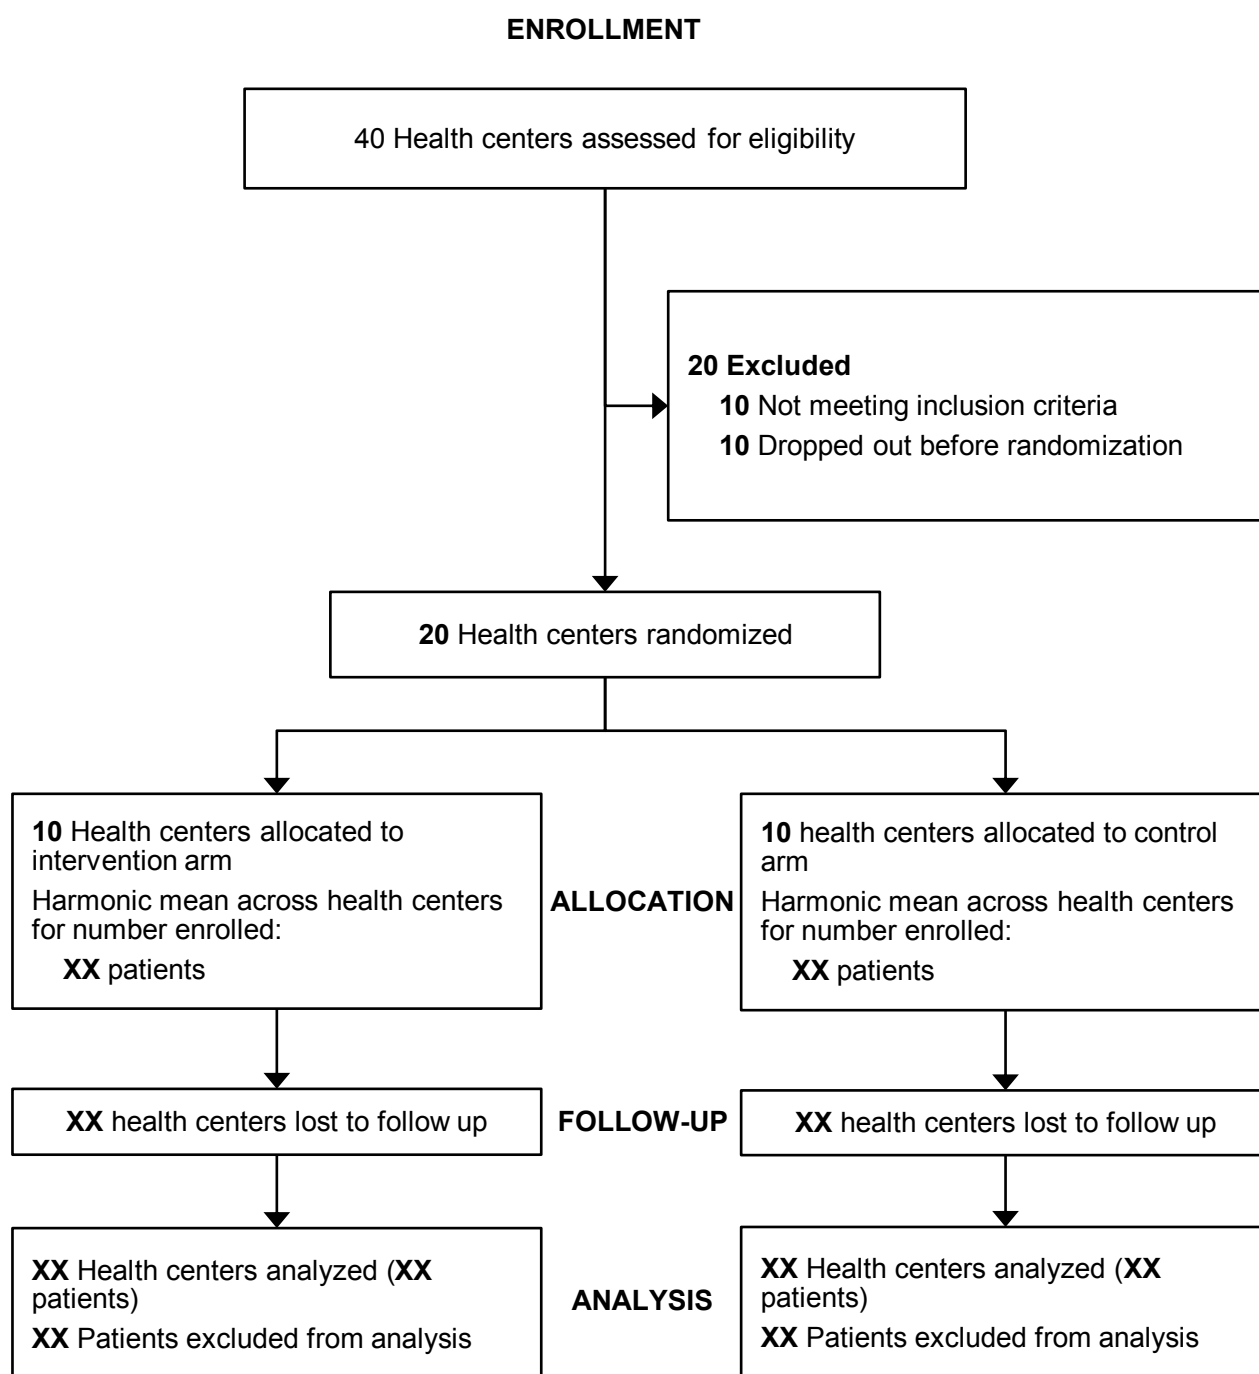 ENROLLMENT
40 Health centers assessed for eligibility
20 Excluded
10 Not meeting inclusion criteria
10 Dropped out before randomization
20 Health centers randomized
10 Health centers allocated to
intervention arm
Harmonic mean across health centers
for number enrolled:
XX patients
ALLOCATION
10 health centers allocated to control
arm
Harmonic mean across health centers
for number enrolled:
XX patients
XX health centers lost to follow up
FOLLOW-UP
XX health centers lost to follow up
XX Health centers analyzed (XX
patients)
XX Patients excluded from analysis
ANALYSIS
XX Health centers analyzed (XX
patients)
XX Patients excluded from analysis